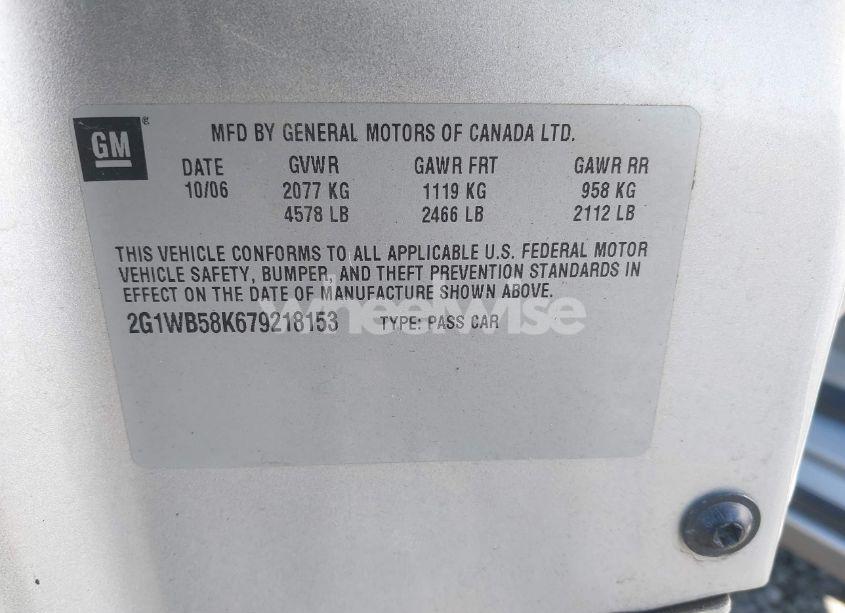 GM ®
MFD BY GENERAL MOTORS OF CANADA LTD.
DATE GVWR GAWR FRT GAWR RR
10/06 2077 KG 1119 KG 958 KG
4578 LB 2466 LB 2112 LB
THIS VEHICLE CONFORMS TO ALL APPLICABLE U.S. FEDERAL MOTOR
VEHICLE SAFETY, BUMPER, AND THEFT PREVENTION STANDARDS IN
EFFECT ON THE DATE OF MANUFACTURE SHOWN ABOVE.
wheelwise
2G1WB58K679218153 TYPE: PASS CAR